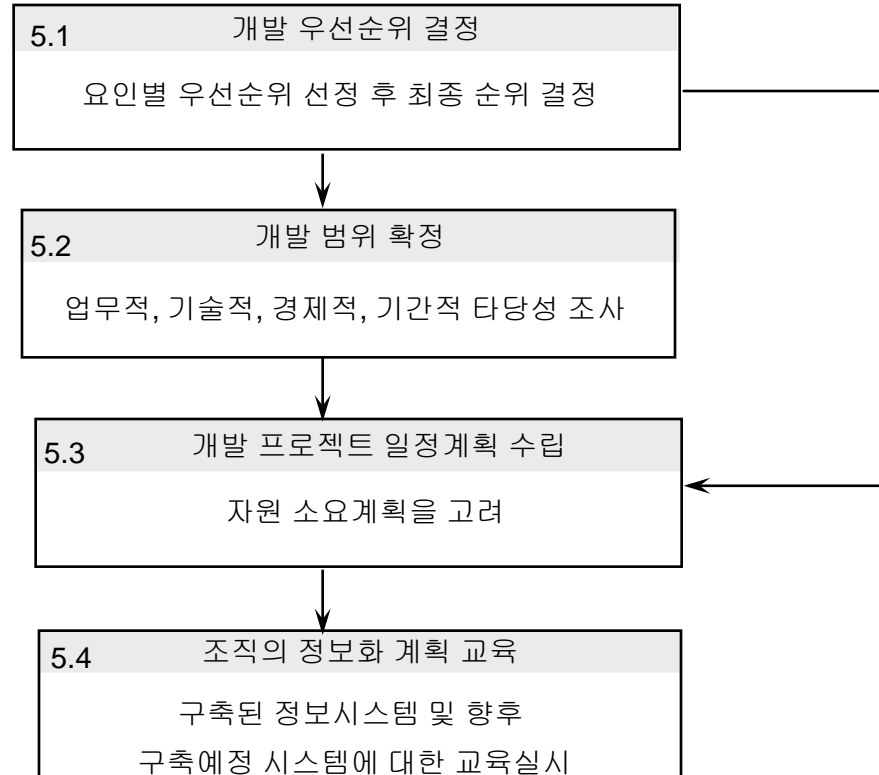 5.1 개발 우선순위 결정
요인별 우선순위 선정 후 최종 순위 결정
5.2 개발 범위 확정
업무적, 기술적, 경제적, 기간적 타당성 조사
5.3 개발 프로젝트 일정계획 수립
자원 소요계획을 고려
5.4 조직의 정보화 계획 교육
구축된 정보시스템 및 향후
구축예정 시스템에 대한 교육실시